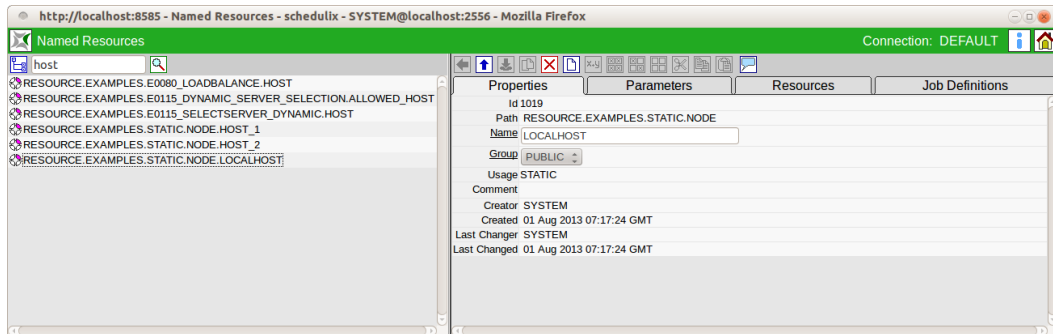 http://localhost:8585 - Named Resources - schedulix - SYSTEM@localhost:2556 - Mozilla Firefox
Named Resources
Connection: DEFAULT
host
RESOURCE.EXAMPLES.E0080_LOADBALANCE.HOST
RESOURCE.EXAMPLES.E0115_DYNAMIC_SERVER_SELECTION.ALLOWED_HOST
RESOURCE.EXAMPLES.E0115_SELECTSERVER_DYNAMIC.HOST
RESOURCE.EXAMPLES.STATIC.NODE.HOST_1
RESOURCE.EXAMPLES.STATIC.NODE.HOST_2
RESOURCE.EXAMPLES.STATIC.NODE.LOCALHOST
x.y
Properties Parameters Resources Job Definitions
Id 1019
Path RESOURCE.EXAMPLES.STATIC.NODE
Name LOCALHOST
Group PUBLIC
Usage STATIC
Comment
Creator SYSTEM
Created 01 Aug 2013 07:17:24 GMT
Last Changer SYSTEM
Last Changed 01 Aug 2013 07:17:24 GMT